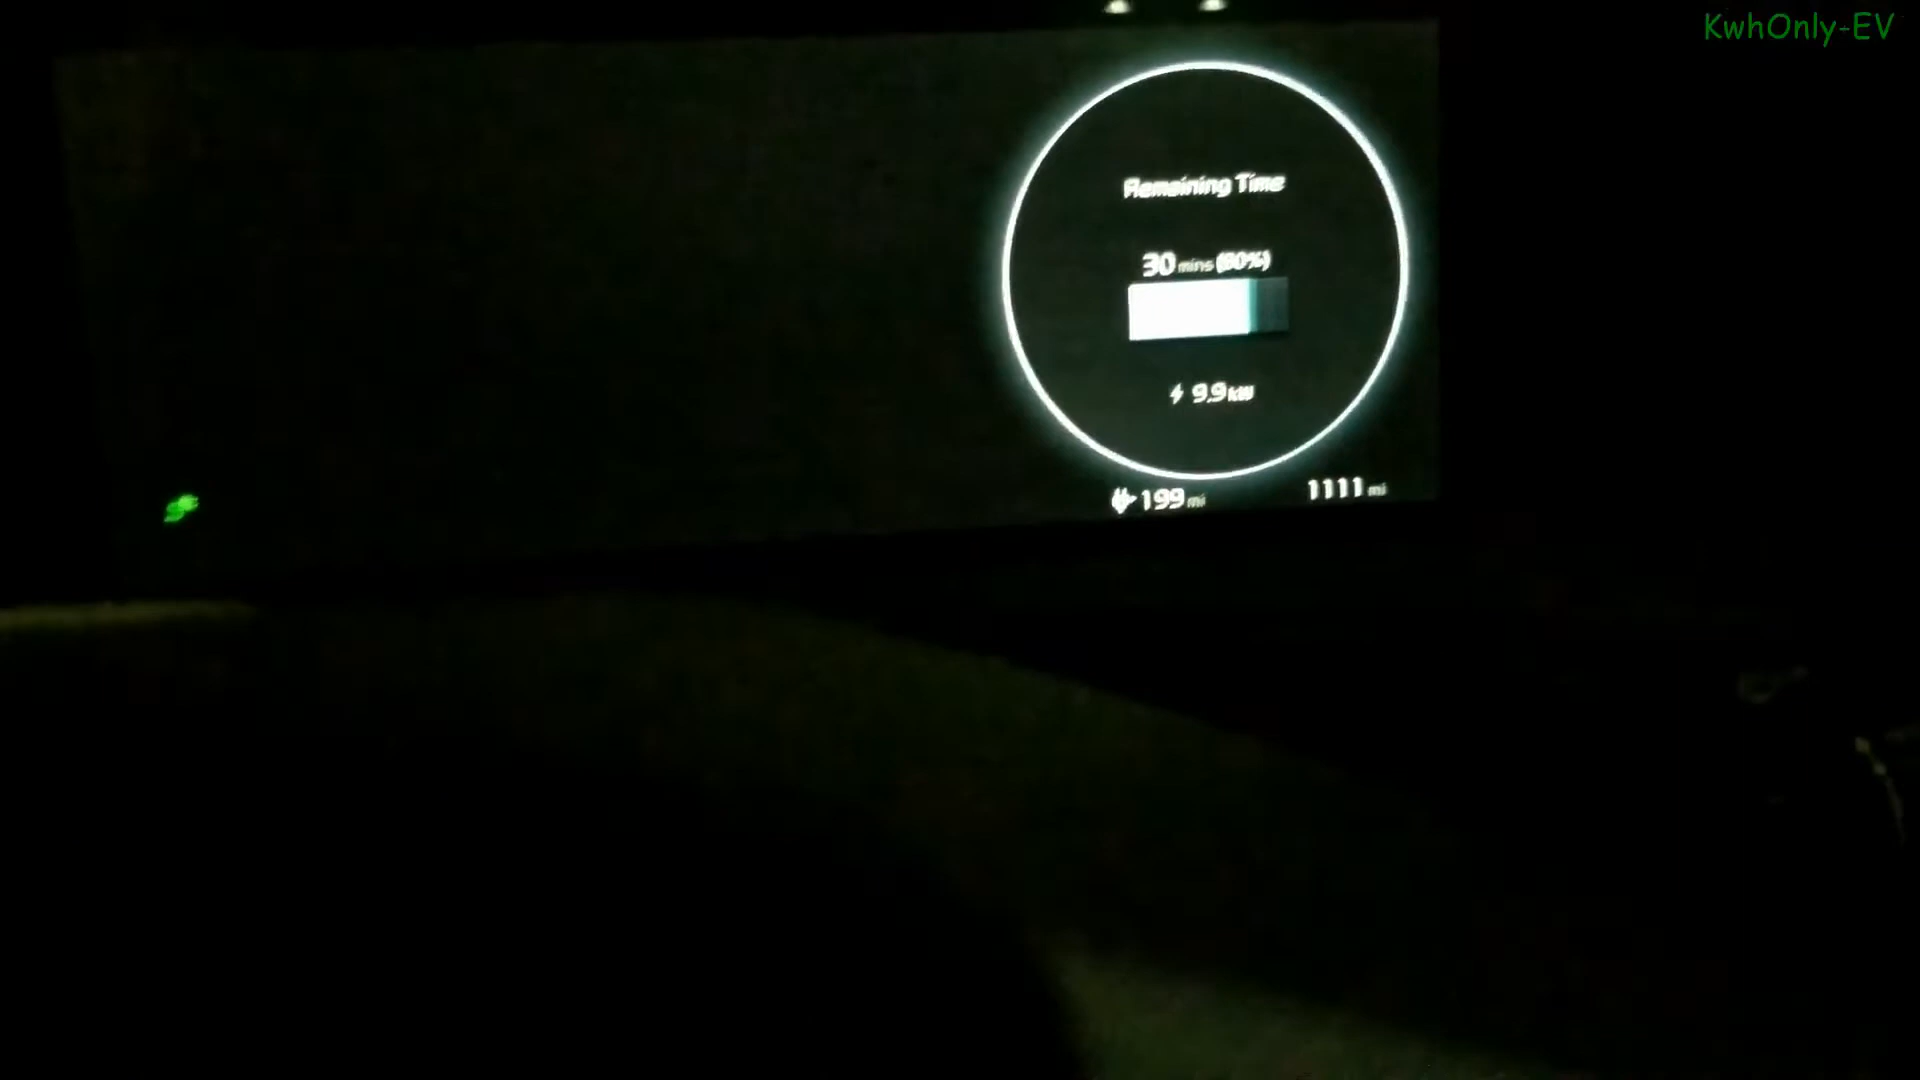 KwhOnly-EV
Remaining Time
30 mins (80%)
9.9 kW
199 mi
1111 mi